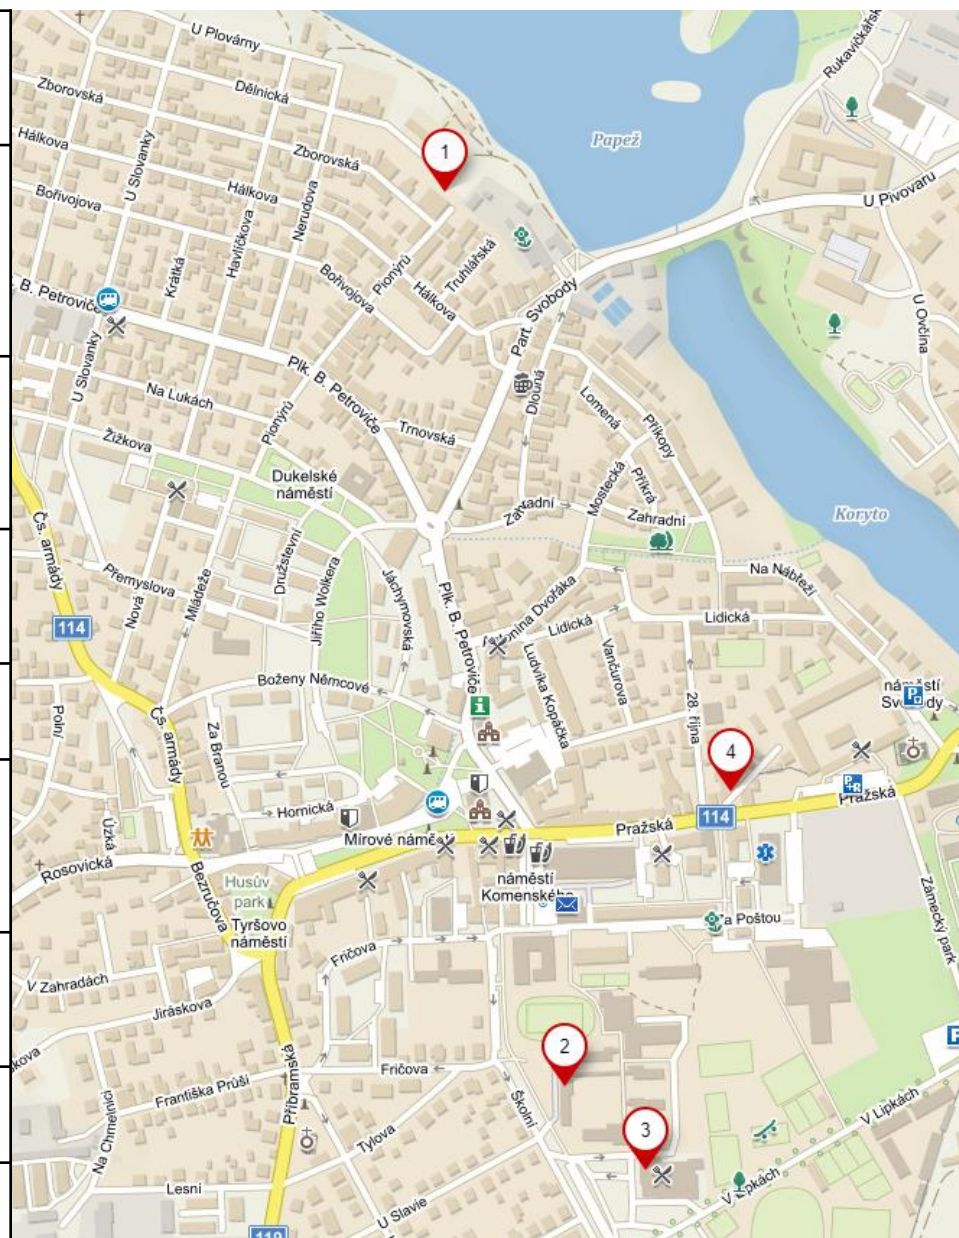 U Plovárny
Rukavičkářsk
Dělnická
Zborovská
Papež
Hálkova
U Slovanky
Zborovská
1
Hálkova
Nerudova
U Pivovaru
Bořivojova
Havlíčkova
Truhlářská
Krátká
Pionýrů
Bořivojova
Hálkova
Part. Svobody
. B. Petroviče
U Ovčína
U Slovanky
Plk. B. Petroviče
Na Lukách
Dlouhá
Lomená
Pionýrů
Příkopy
Trnovská
Žižkova
Mostecká
Dukelské
náměstí
Příkrá
Zahradní
Zahradní
Koryto
Čs. armády
Družstevní
Přemyslova
Jiřího Wolkera
Jáchymovská
Na Nábřeží
Nová
Mládeže
Plk. B. Petroviče
Antonína Dvořáka
Lidická
Lidická
114
Ludvíka Kopáčka
Vančurova
Boženy Němcové
28. října
náměstí
Svobody
Polní
Čs. armády
Za Branou
4
Hornická
Pražská
114
Pražská
Úzká
Mírové náměstí
Rosovická
Bezručova
Husův
park
náměstí
Komenského
Zámecký park
Tyršovo
náměstí
Za Poštou
Fričova
V Zahradách
Jiráskova
2
kova
Fričova
Příbramská
Františka Průši
Školní
V Lipkách
Na Chmelnici
Tylova
3
Lesní
V Lipkách
U Slavie
119